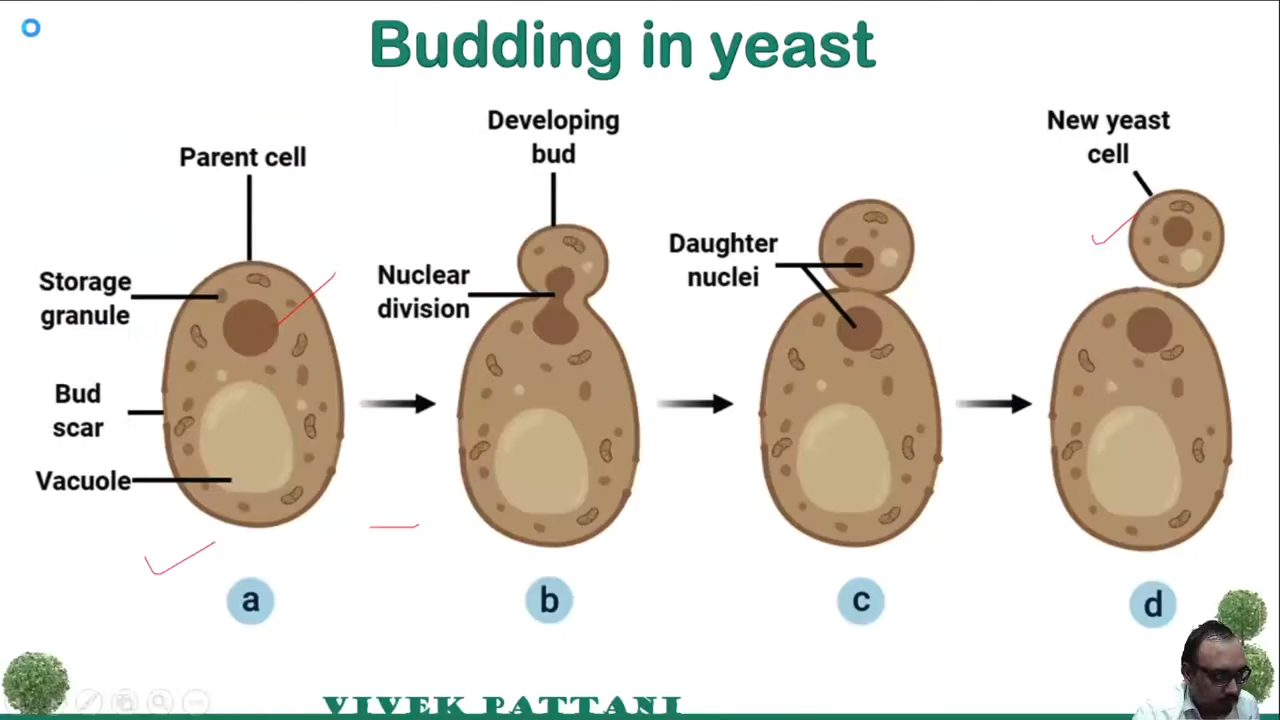 Budding in yeast
Parent cell
Storage
granule
Bud
scar
Vacuole
Developing
bud
Nuclear
division
Daughter
nuclei
New yeast
cell
a
b
c
d
VIVEK PATTANI